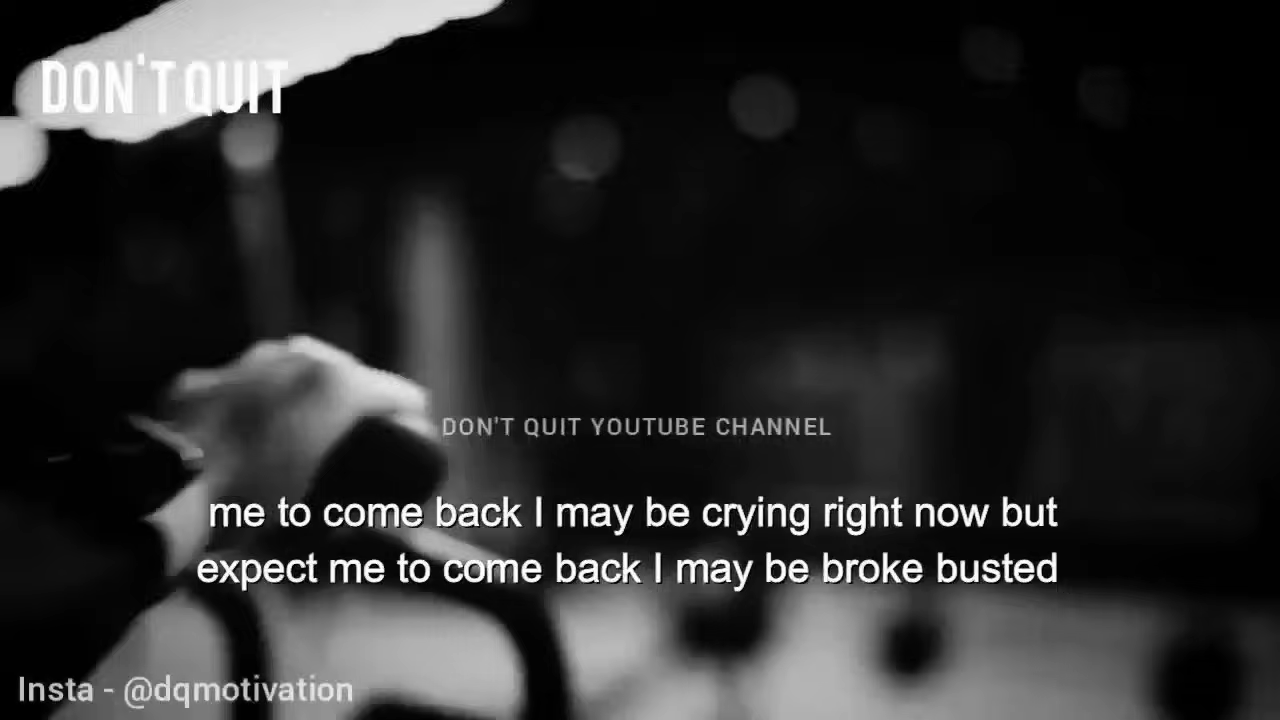 DON'T QUIT
DON'T QUIT YOUTUBE CHANNEL
me to come back I may be crying right now but
expect me to come back I may be broke busted
Insta - @dqmotivation